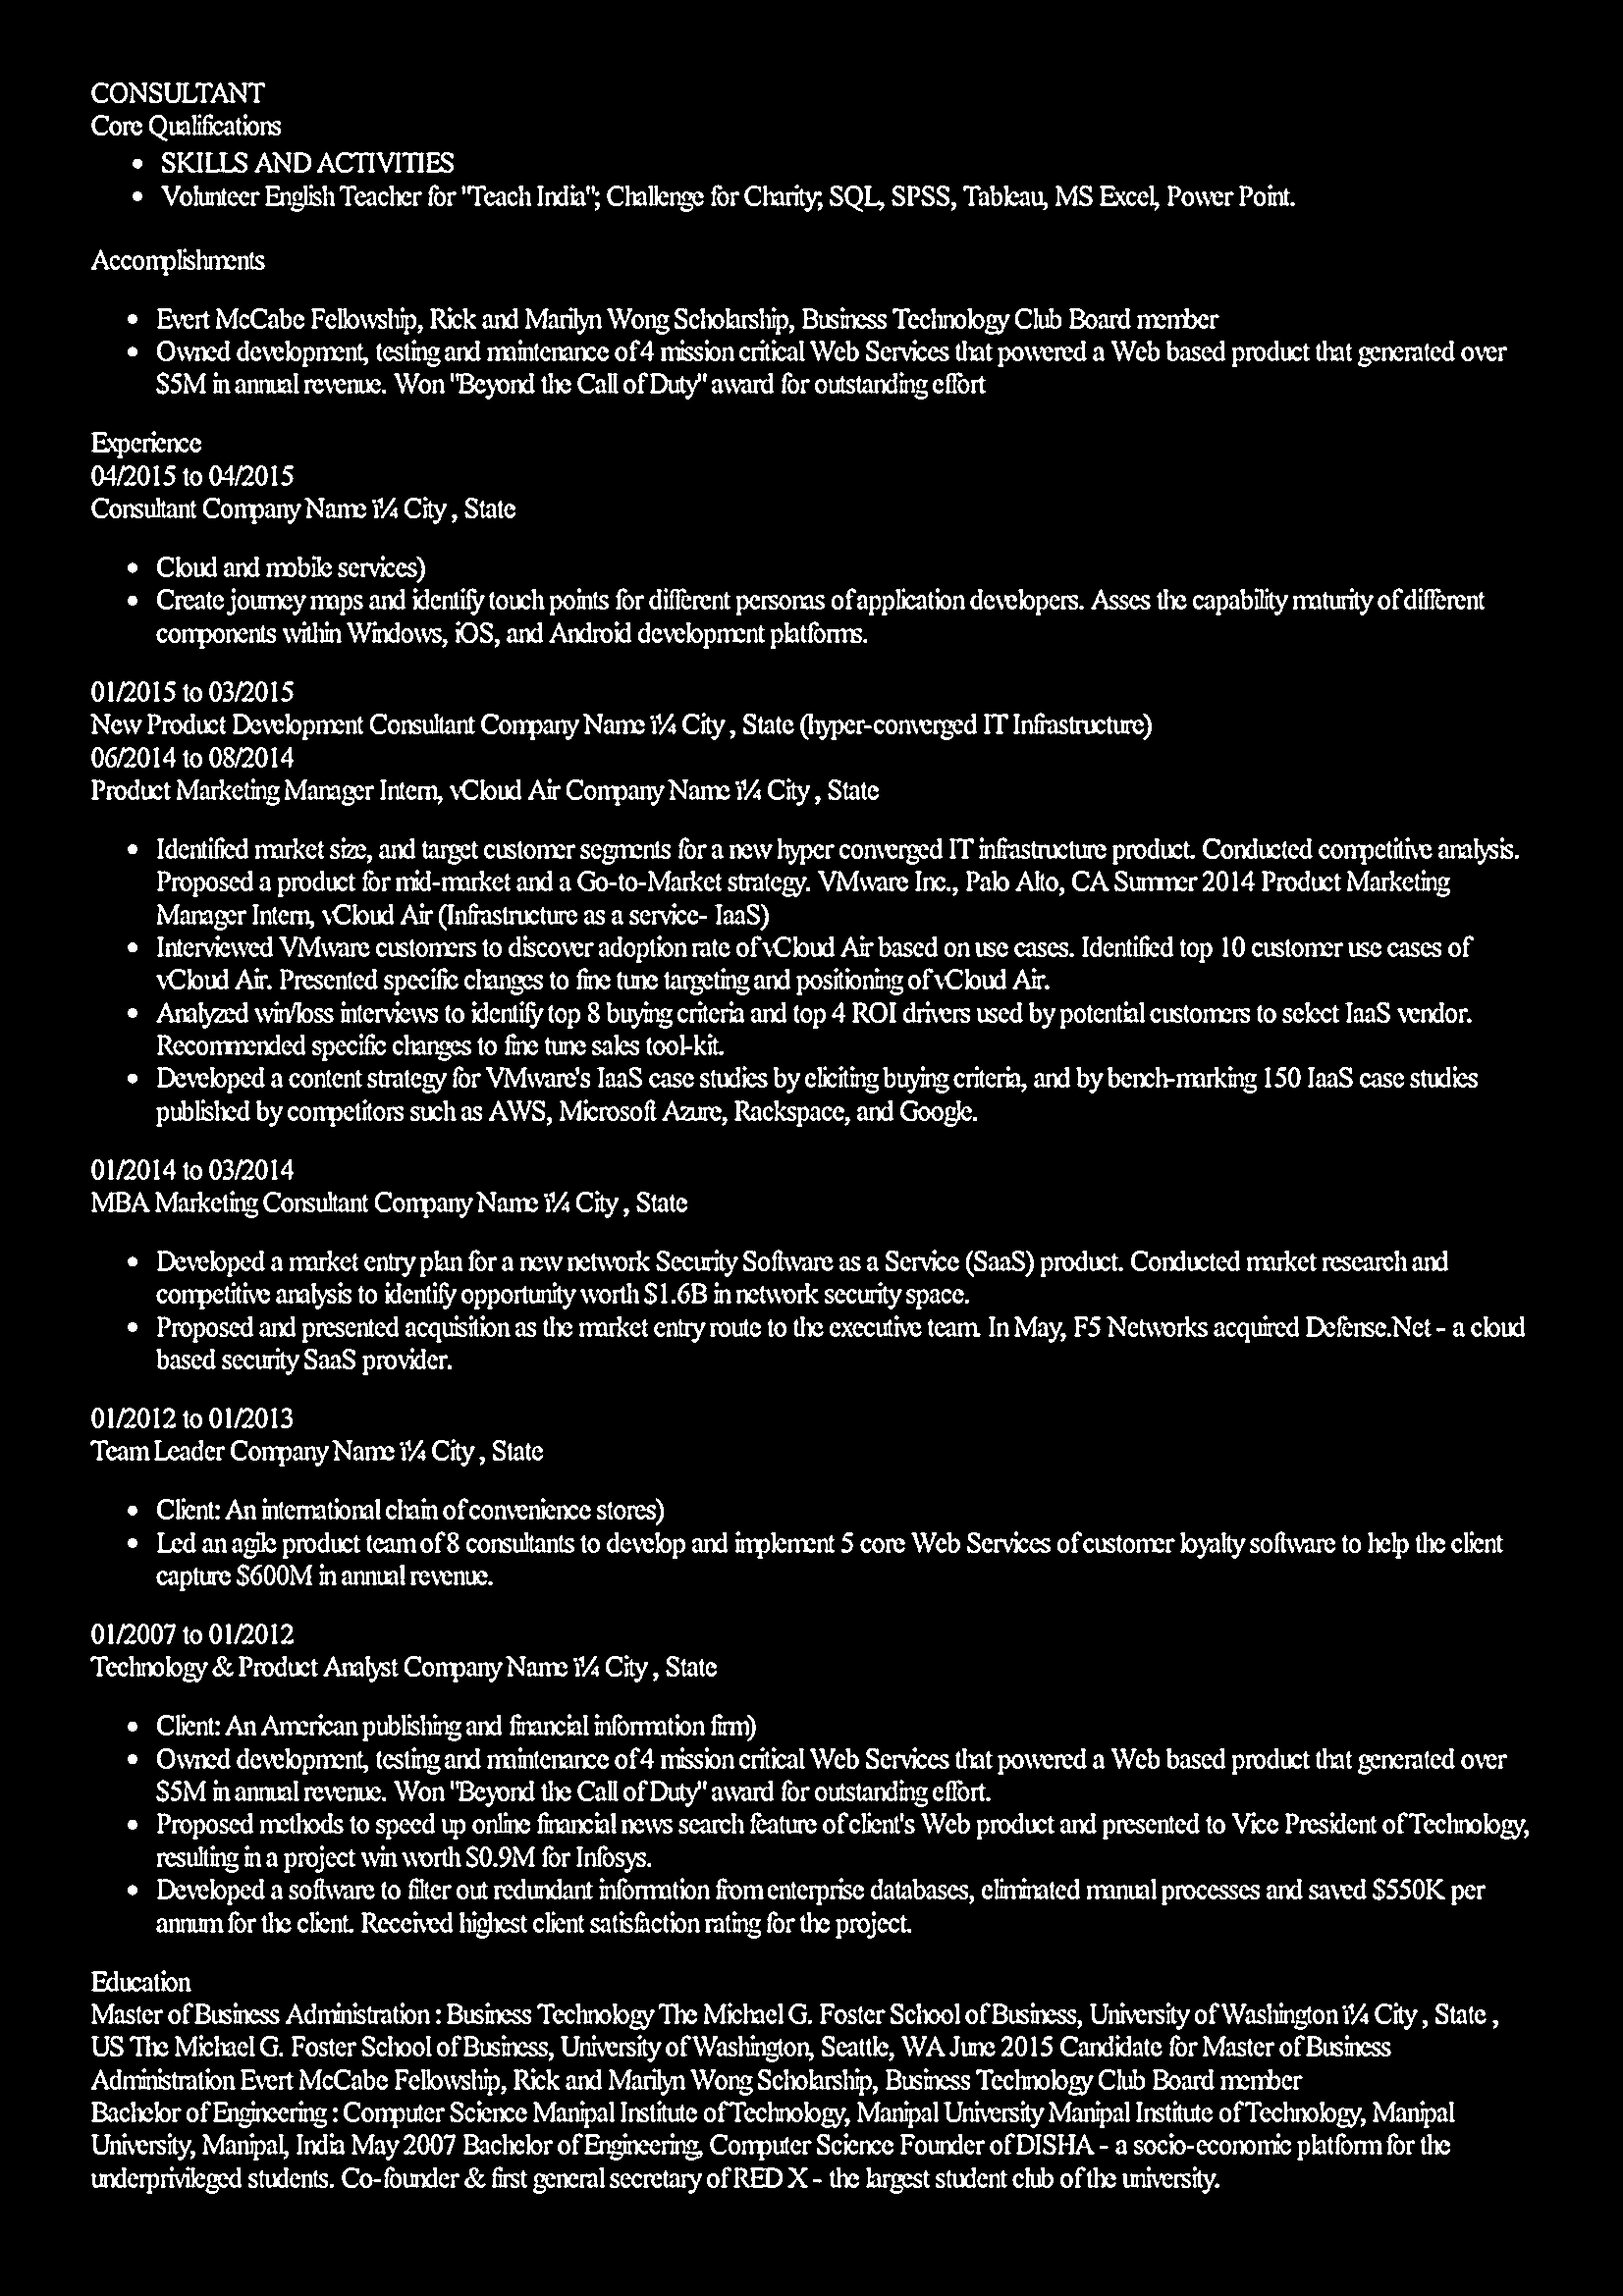 CONSULTANT
Core Qualifications
• SKILLS AND ACTIVITIES
• Volunteer English Teacher for "Teach India"; Challenge for Charity; SQL, SPSS, Tableau, MS Excel, Power Point.
Accomplishments
• Evert McCabe Fellowship, Rick and Marilyn Wong Scholarship, Business Technology Club Board member
• Owned development, testing and maintenance of 4 mission critical Web Services that powered a Web based product that generated over
$5M in annual revenue. Won "Beyond the Call of Duty" award for outstanding effort
Experience
04/2015 to 04/2015
Consultant Company Name ï¼ City , State
• Cloud and mobile services)
• Create journey maps and identify touch points for different personas of application developers. Asses the capability maturity of different
components within Windows, iOS, and Android development platforms.
01/2015 to 03/2015
New Product Development Consultant Company Name ï¼ City , State (hyper-converged IT Infrastructure)
06/2014 to 08/2014
Product Marketing Manager Intern, vCloud Air Company Name ï¼ City , State
• Identified market size, and target customer segments for a new hyper converged IT infrastructure product. Conducted competitive analysis.
Proposed a product for mid-market and a Go-to-Market strategy. VMware Inc., Palo Alto, CA Summer 2014 Product Marketing
Manager Intern, vCloud Air (Infrastructure as a service- IaaS)
• Interviewed VMware customers to discover adoption rate of vCloud Air based on use cases. Identified top 10 customer use cases of
vCloud Air. Presented specific changes to fine tune targeting and positioning of vCloud Air.
• Analyzed win/loss interviews to identify top 8 buying criteria and top 4 ROI drivers used by potential customers to select IaaS vendor.
Recommended specific changes to fine tune sales tool-kit.
• Developed a content strategy for VMware's IaaS case studies by eliciting buying criteria, and by bench-marking 150 IaaS case studies
published by competitors such as AWS, Microsoft Azure, Rackspace, and Google.
01/2014 to 03/2014
MBA Marketing Consultant Company Name ï¼ City , State
• Developed a market entry plan for a new network Security Software as a Service (SaaS) product. Conducted market research and
competitive analysis to identify opportunity worth $1.6B in network security space.
• Proposed and presented acquisition as the market entry route to the executive team. In May, F5 Networks acquired Defense.Net - a cloud
based security SaaS provider.
01/2012 to 01/2013
Team Leader Company Name ï¼ City , State
• Client: An international chain of convenience stores)
• Led an agile product team of 8 consultants to develop and implement 5 core Web Services of customer loyalty software to help the client
capture $600M in annual revenue.
01/2007 to 01/2012
Technology & Product Analyst Company Name ï¼ City , State
• Client: An American publishing and financial information firm)
• Owned development, testing and maintenance of 4 mission critical Web Services that powered a Web based product that generated over
$5M in annual revenue. Won "Beyond the Call of Duty" award for outstanding effort.
• Proposed methods to speed up online financial news search feature of client's Web product and presented to Vice President of Technology,
resulting in a project win worth $0.9M for Infosys.
• Developed a software to filter out redundant information from enterprise databases, eliminated manual processes and saved $550K per
annum for the client. Received highest client satisfaction rating for the project.
Education
Master of Business Administration : Business Technology The Michael G. Foster School of Business, University of Washington ï¼ City , State ,
US The Michael G. Foster School of Business, University of Washington, Seattle, WA June 2015 Candidate for Master of Business
Administration Evert McCabe Fellowship, Rick and Marilyn Wong Scholarship, Business Technology Club Board member
Bachelor of Engineering : Computer Science Manipal Institute of Technology, Manipal University Manipal Institute of Technology, Manipal
University, Manipal, India May 2007 Bachelor of Engineering, Computer Science Founder of DISHA - a socio-economic platform for the
underprivileged students. Co-founder & first general secretary of RED X - the largest student club of the university.